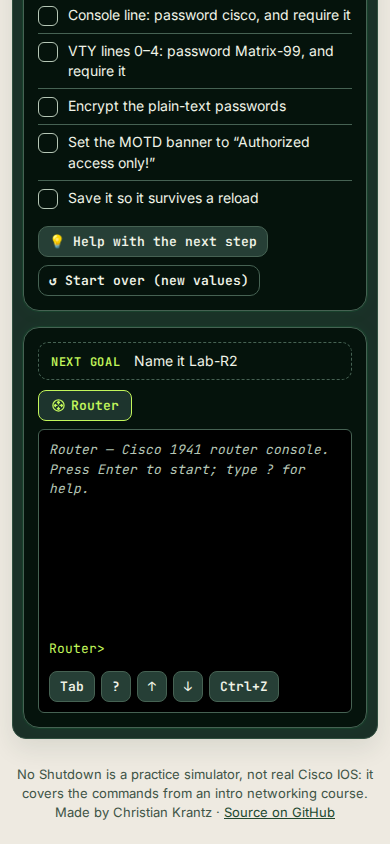 Console line: password cisco, and require it
VTY lines 0–4: password Matrix-99, and
require it
Encrypt the plain-text passwords
Set the MOTD banner to “Authorized
access only!”
Save it so it survives a reload
💡 Help with the next step
↺ Start over (new values)
NEXT GOAL Name it Lab-R2
Router
Router — Cisco 1941 router console.
Press Enter to start; type ? for
help.
Router>
Tab ? ↑ ↓ Ctrl+Z
No Shutdown is a practice simulator, not real Cisco IOS: it
covers the commands from an intro networking course.
Made by Christian Krantz · Source on GitHub